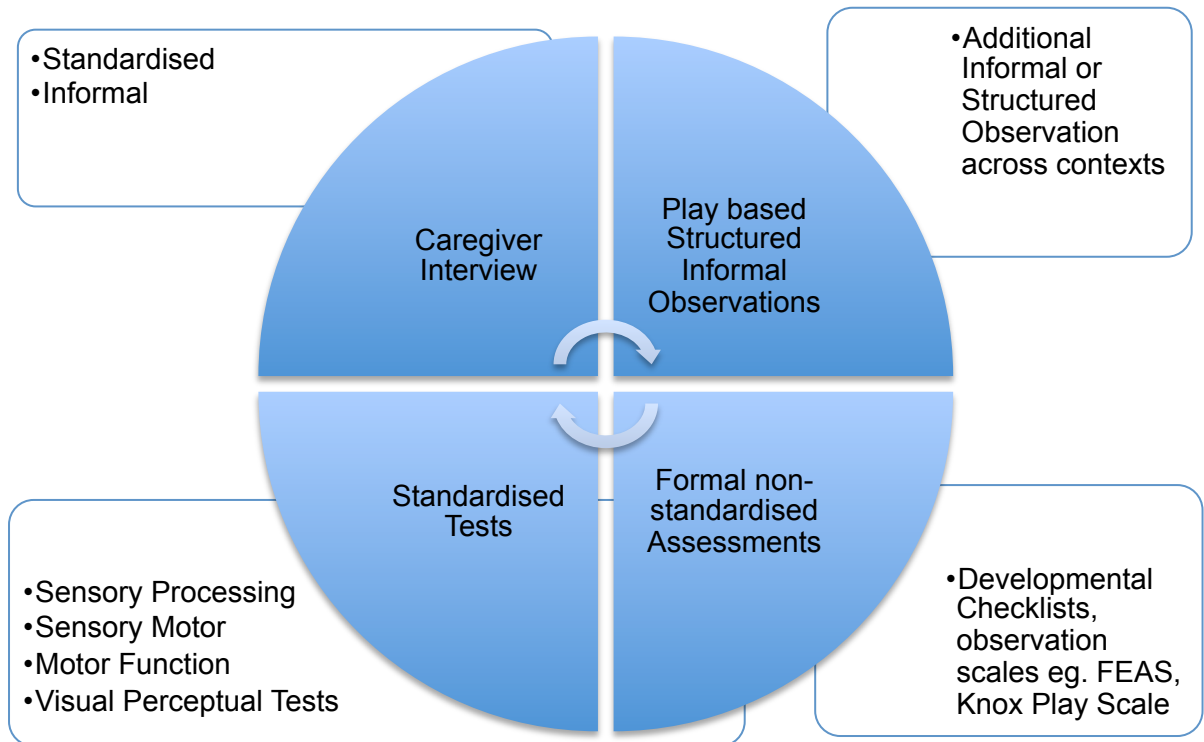 •Standardised
•Informal
•Additional
Informal or
Structured
Observation
across contexts
Caregiver
Interview
Play based
Structured
Informal
Observations
Standardised
Tests
Formal non-
standardised
Assessments
•Sensory Processing
•Sensory Motor
•Motor Function
•Visual Perceptual Tests
•Developmental
Checklists,
observation
scales eg. FEAS,
Knox Play Scale